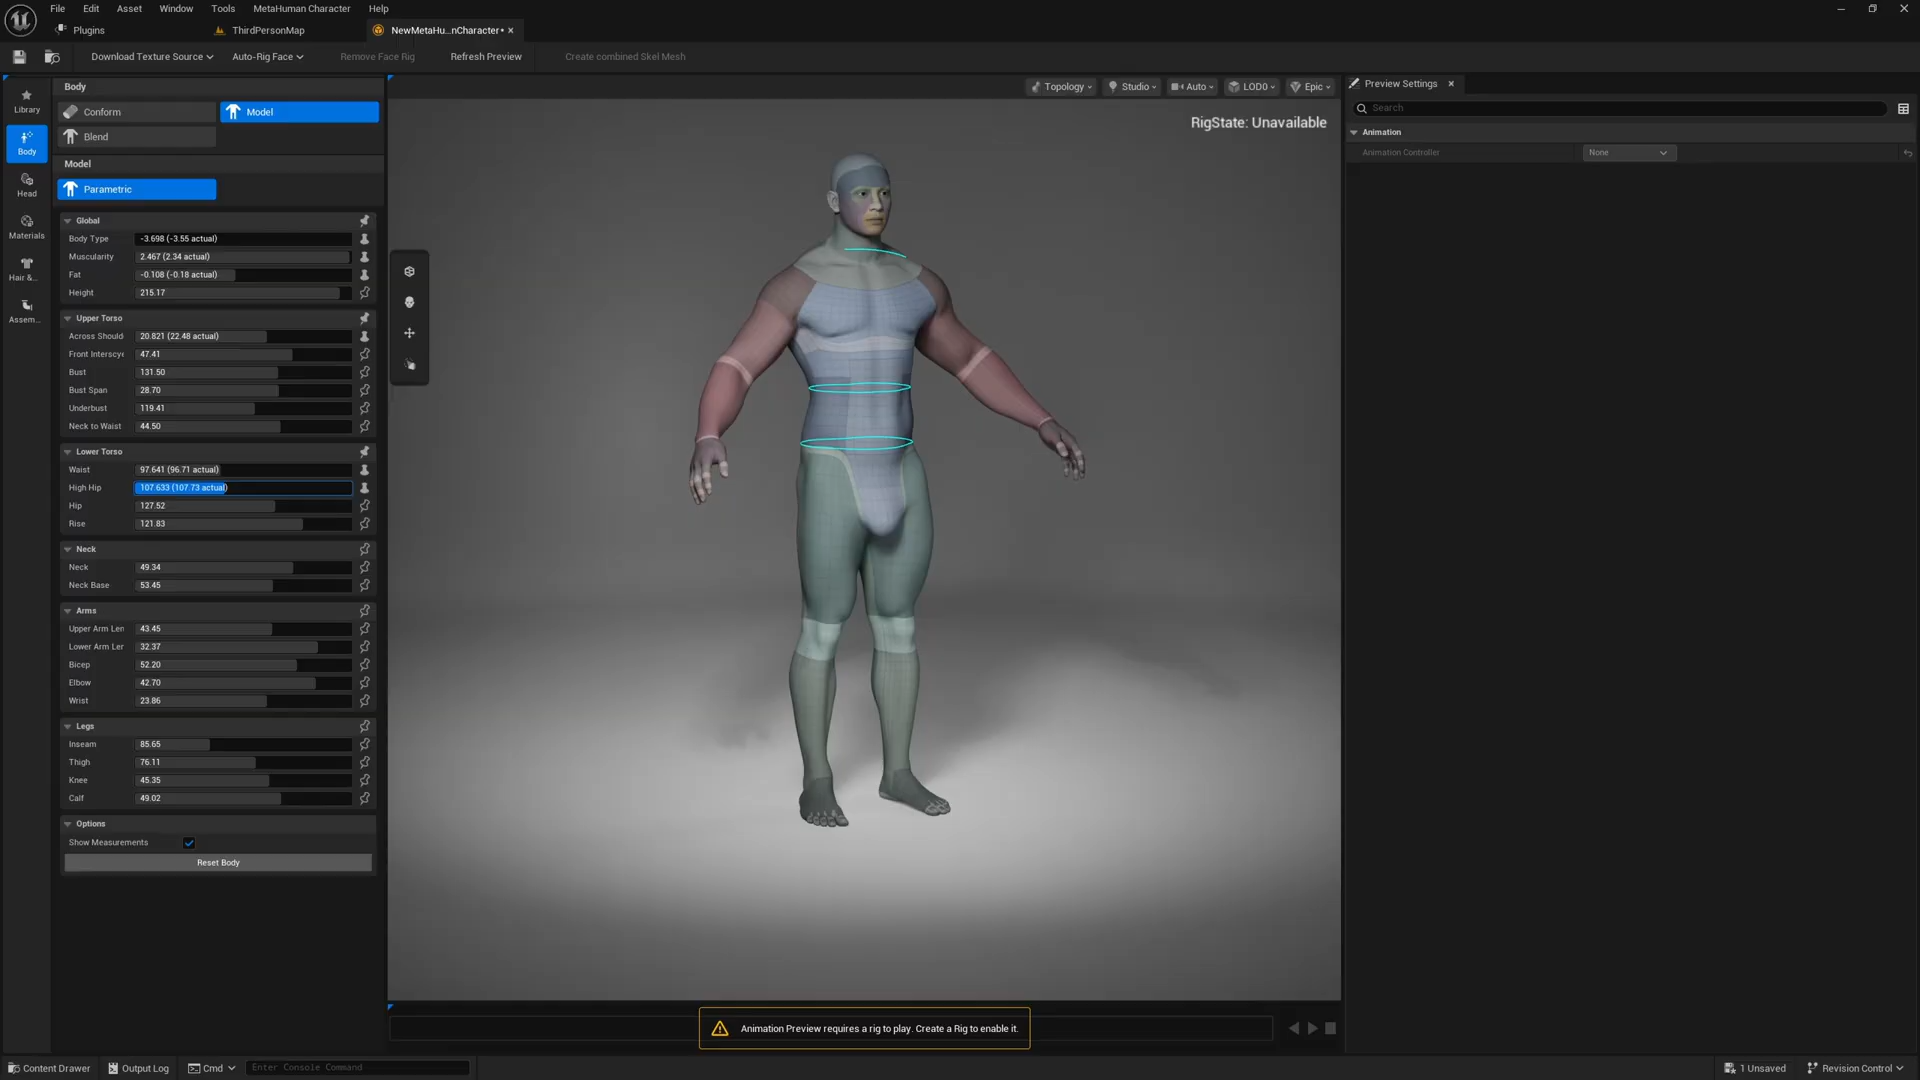 File Edit Asset Window Tools MetaHuman Character Help
Plugins ThirdPersonMap NewMetaHu...nCharacter•
Download Texture Source Auto-Rig Face Remove Face Rig Refresh Preview Create combined Skel Mesh
Library
Body
Head
Materials
Hair &...
Assem...
Body
Conform Model
Blend
Model
Parametric
Global
Body Type -3.698 (-3.55 actual)
Muscularity 2.467 (2.34 actual)
Fat -0.108 (-0.18 actual)
Height 215.17
Upper Torso
Across Should 20.821 (22.48 actual)
Front Interscye 47.41
Bust 131.50
Bust Span 28.70
Underbust 119.41
Neck to Waist 44.50
Lower Torso
Waist 97.641 (96.71 actual)
High Hip 107.633 (107.73 actual)
Hip 127.52
Rise 121.83
Neck
Neck 49.34
Neck Base 53.45
Arms
Upper Arm Len 43.45
Lower Arm Ler 32.37
Bicep 52.20
Elbow 42.70
Wrist 23.86
Legs
Inseam 85.65
Thigh 76.11
Knee 45.35
Calf 49.02
Options
Show Measurements
Reset Body
Topology Studio Auto LOD0 Epic
RigState: Unavailable
Animation Preview requires a rig to play. Create a Rig to enable it.
Preview Settings
Search
Animation
Animation Controller None
Content Drawer Output Log Cmd Enter Console Command 1 Unsaved Revision Control